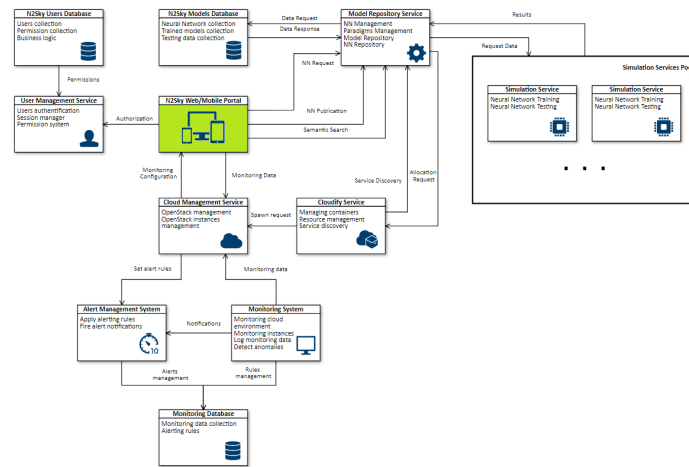 N2Sky Users Database
Users collection
Permission collection
Business logic
N2Sky Models Database
Neural Network collection
Trained models collection
Testing data collection
Data Request
Data Response
Model Repository Service
NN Management
Paradigms Management
Model Repository
NN Repository
Results
Request Data
NN Request
Simulation Services Po
Permissions
User Management Service
Users authentification
Session manager
Permission system
Authorization
N2Sky Web/Mobile Portal
NN Publication
Semantic Search
Simulation Service
Neural Network Training
Neural Network Testing
Simulation Service
Neural Network Training
Neural Network Testing
. . .
Monitoring
Configuration
Monitoring Data
Service Discovery
Allocation
Request
Cloud Management Service
OpenStack management
OpenStack instances
management
Spawn request
Cloudify Service
Managing containers
Resource management
Service discovery
Set alert rules
Monitoring data
Alert Management System
Apply alerting rules
Fire alert notifications
10
Notifications
Monitoring System
Monitoring cloud
environment
Monitoring instances
Log monitoring data
Detect anomalies
Alerts
management
Rules
management
Monitoring Database
Monitoring data collection
Alerting rules